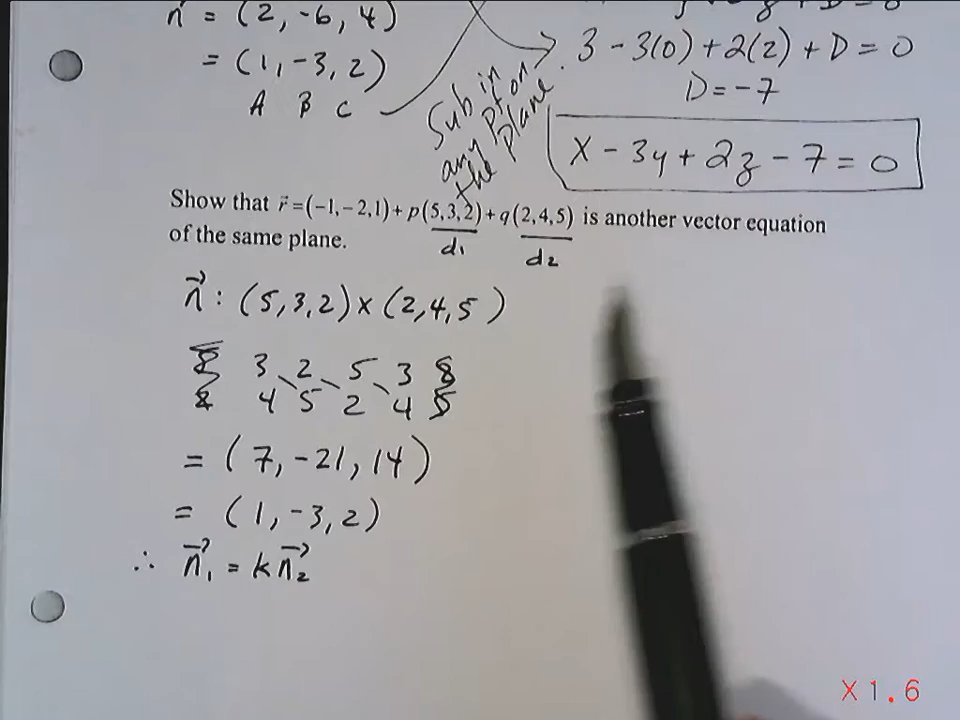 n⃗ = (2, -6, 4)
= (1, -3, 2)
A B C
Sub in
any pt on
the plane
3 - 3(0) + 2(2) + D = 0
D = -7
x - 3y + 2z - 7 = 0
Show that r⃗ = (-1, -2, 1) + p(5, 3, 2) + q(2, 4, 5) is another vector equation
of the same plane.
d₁ d₂
n⃗ : (5, 3, 2) × (2, 4, 5)
3 2 5 3
4 5 2 4
= (7, -21, 14)
= (1, -3, 2)
∴ n⃗₁ = kn⃗₂
X1.6